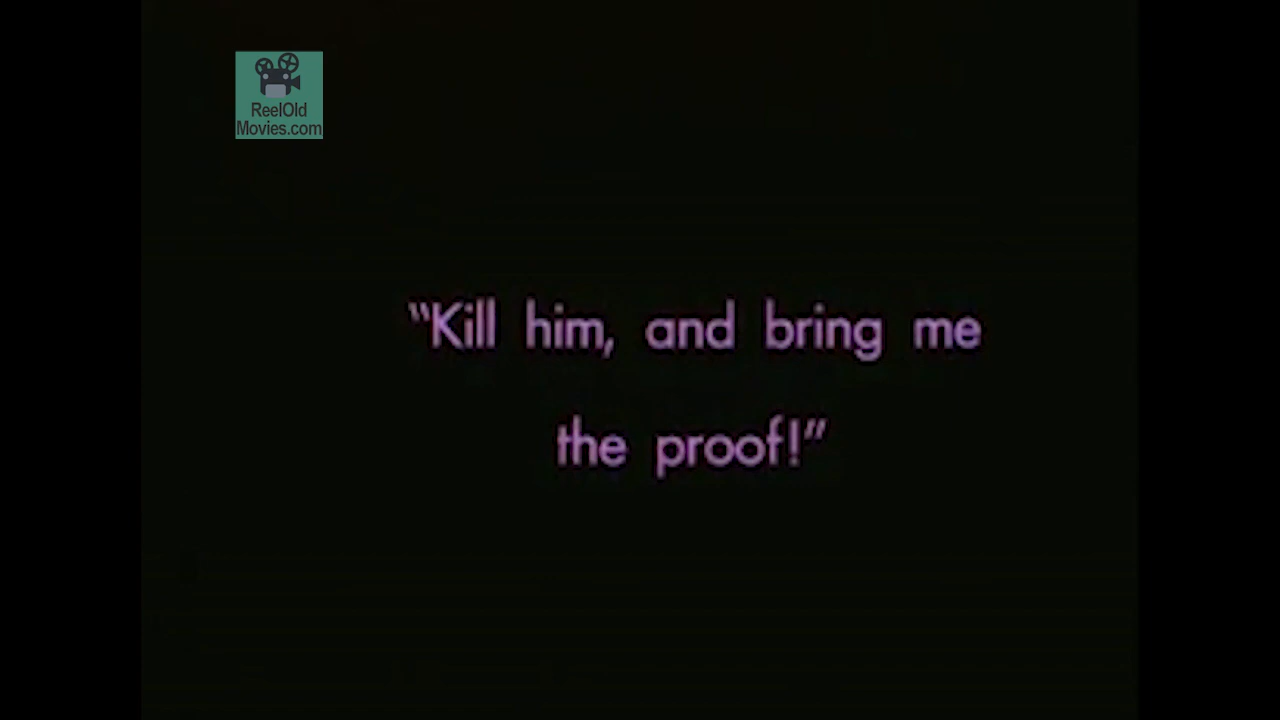 ReelOld
Movies.com
“Kill him, and bring me
the proof!”